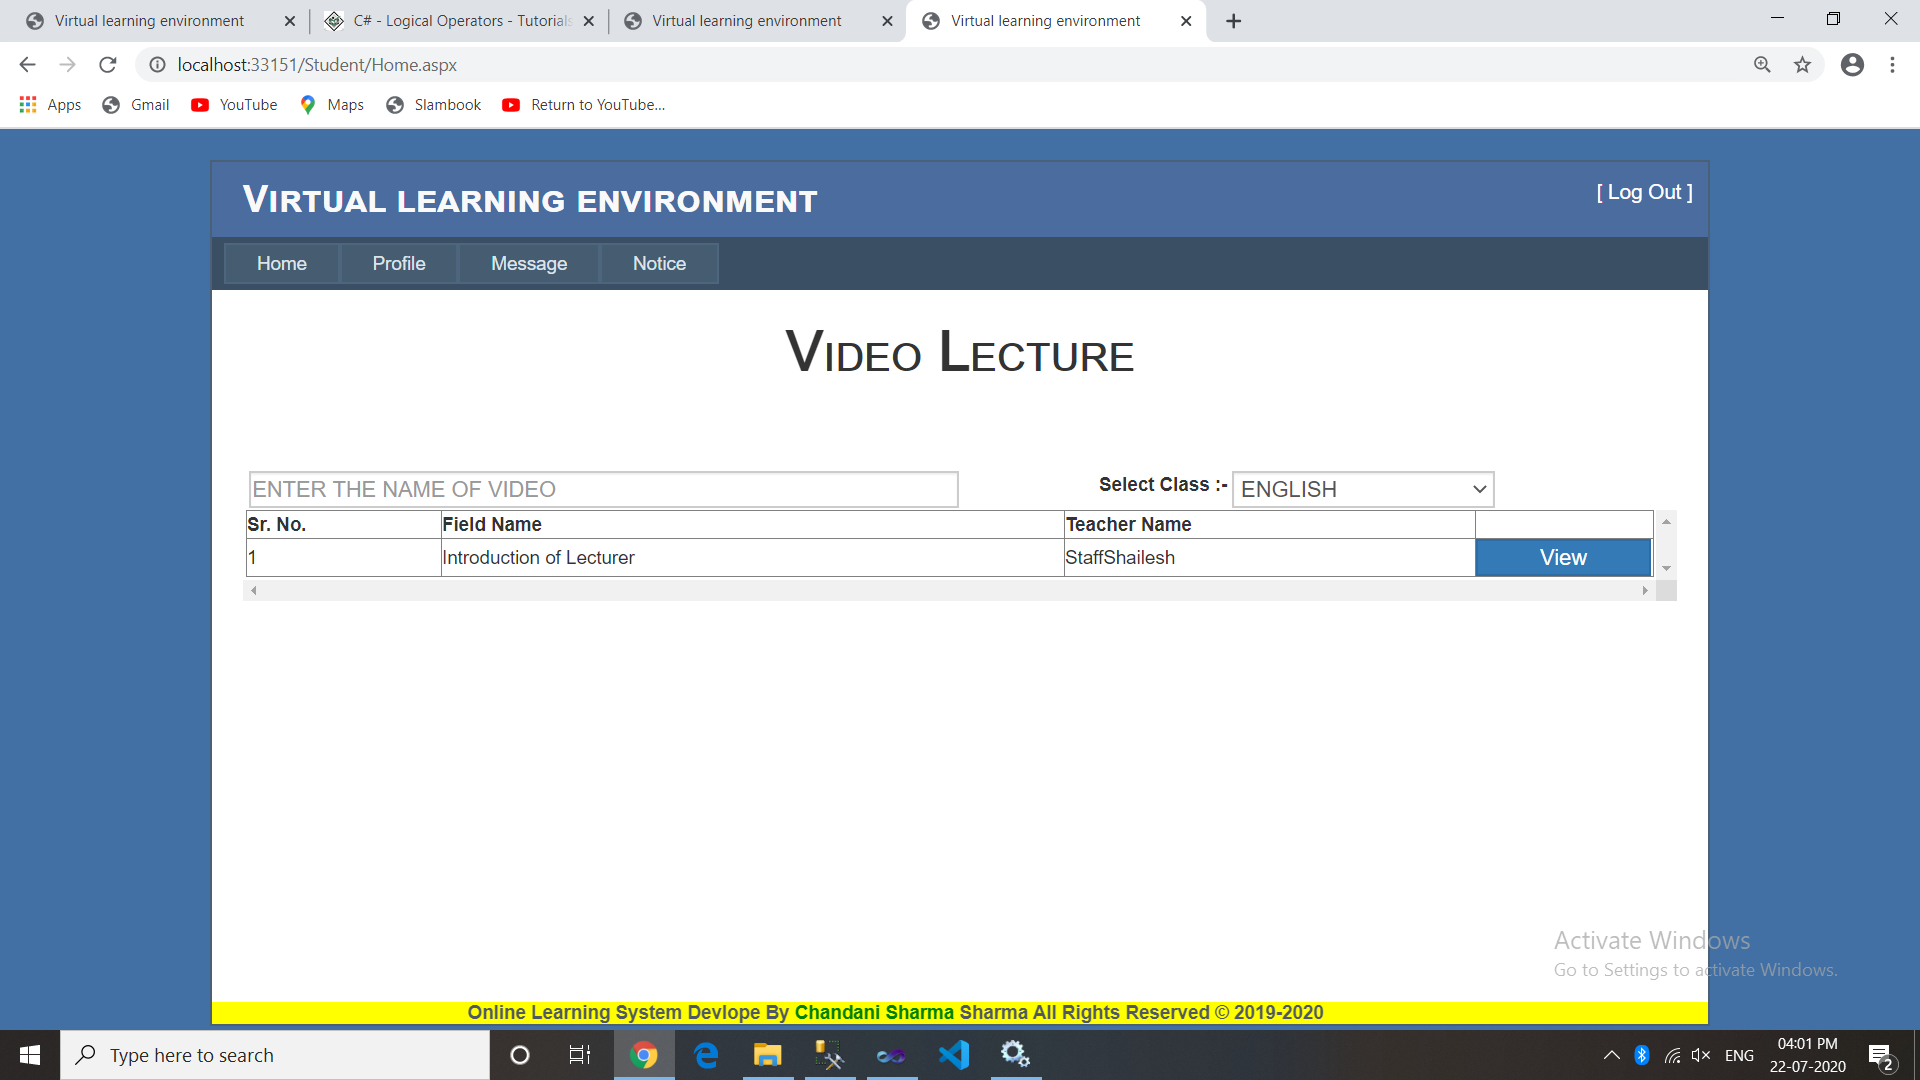 Virtual learning environment
C# - Logical Operators - Tutorials
Virtual learning environment
Virtual learning environment
localhost:33151/Student/Home.aspx
Apps Gmail YouTube Maps Slambook Return to YouTube...
VIRTUAL LEARNING ENVIRONMENT
[ Log Out ]
Home Profile Message Notice
VIDEO LECTURE
ENTER THE NAME OF VIDEO
Select Class :- ENGLISH
Sr. No. Field Name Teacher Name
1 Introduction of Lecturer StaffShailesh View
Activate Windows
Go to Settings to activate Windows.
Online Learning System Devlope By Chandani Sharma Sharma All Rights Reserved © 2019-2020
Type here to search
ENG
04:01 PM
22-07-2020
2